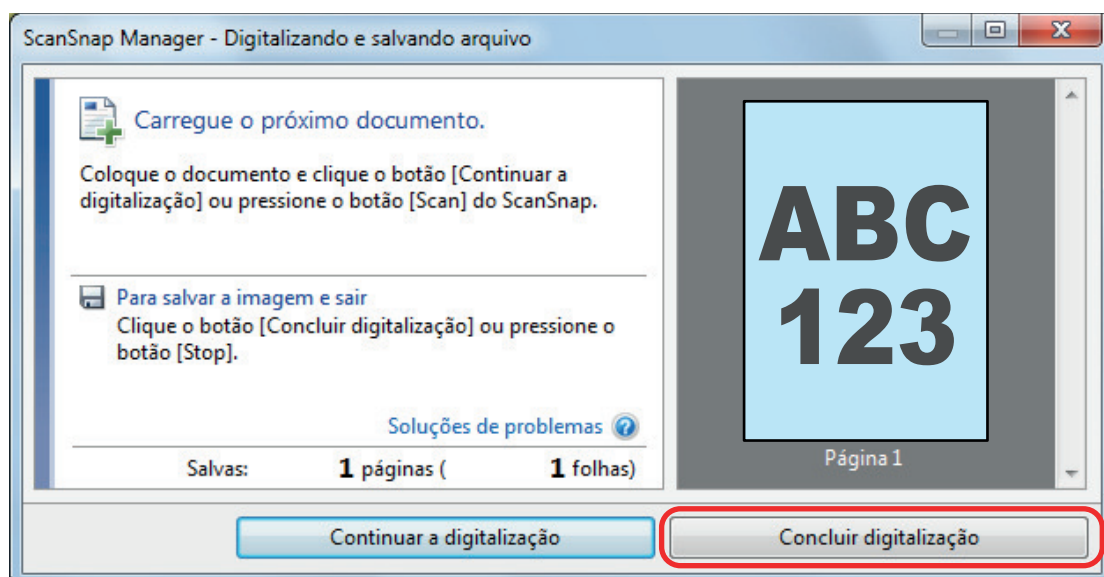 ScanSnap Manager - Digitalizando e salvando arquivo
Carregue o próximo documento.
Coloque o documento e clique o botão [Continuar a
digitalização] ou pressione o botão [Scan] do ScanSnap.
Para salvar a imagem e sair
Clique o botão [Concluir digitalização] ou pressione o
botão [Stop].
Soluções de problemas
Salvas: 1 páginas ( 1 folhas)
ABC
123
Página 1
Continuar a digitalização
Concluir digitalização